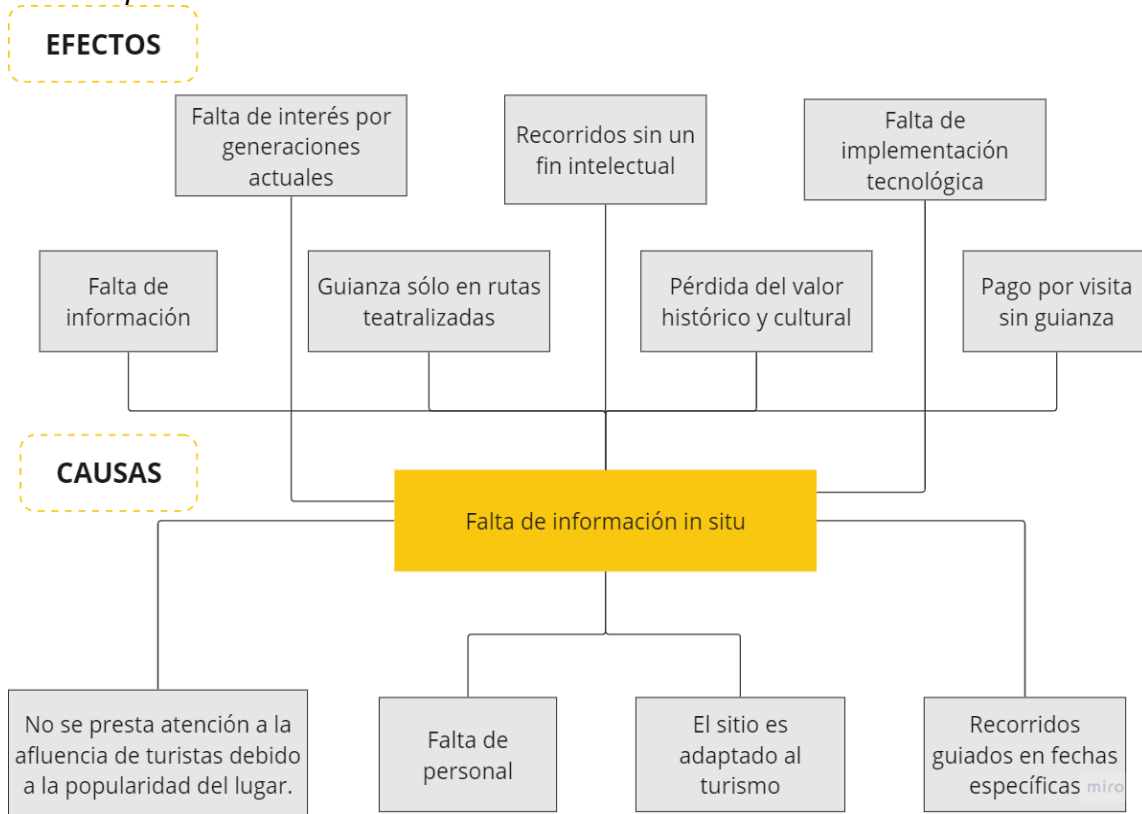 EFECTOS
Falta de interés por
generaciones
actuales
Recorridos sin un
fin intelectual
Falta de
implementación
tecnológica
Falta de
información
Guianza sólo en rutas
teatralizadas
Pérdida del valor
histórico y cultural
Pago por visita
sin guianza
CAUSAS
Falta de información in situ
No se presta atención a la
afluencia de turistas debido
a la popularidad del lugar.
Falta de
personal
El sitio es
adaptado al
turismo
Recorridos
guiados en fechas
específicas
miro